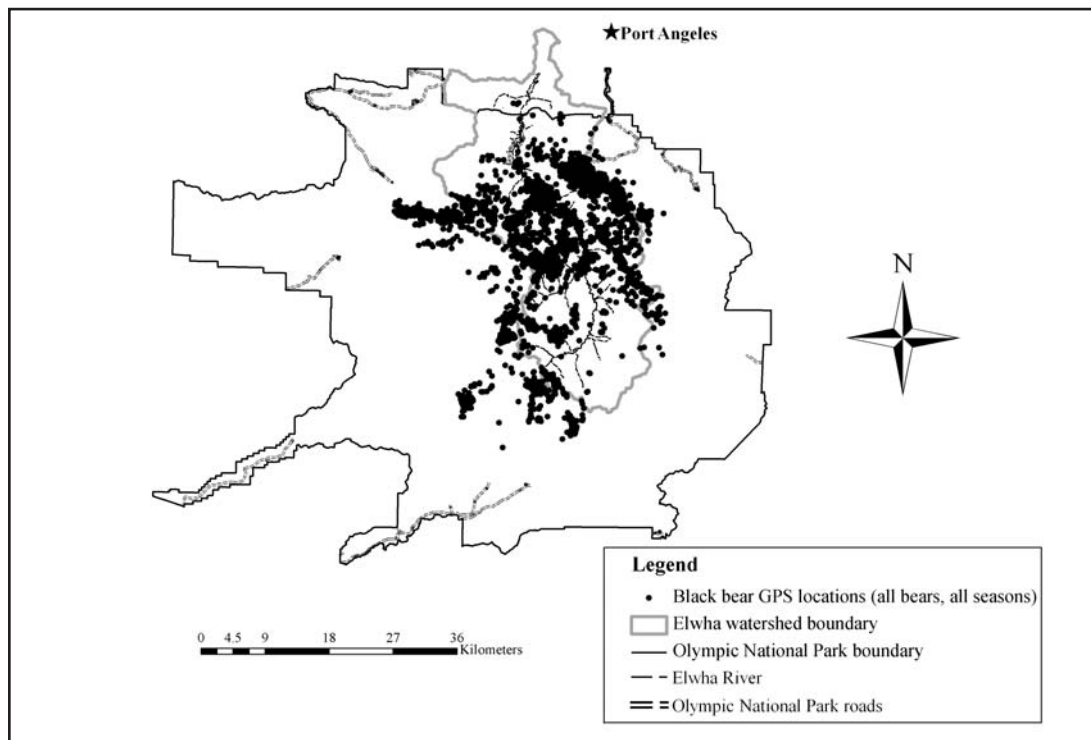 Port Angeles
N
Legend
Black bear GPS locations (all bears, all seasons)
Elwha watershed boundary
Olympic National Park boundary
Elwha River
Olympic National Park roads
0 4.5 9 18 27 36
Kilometers